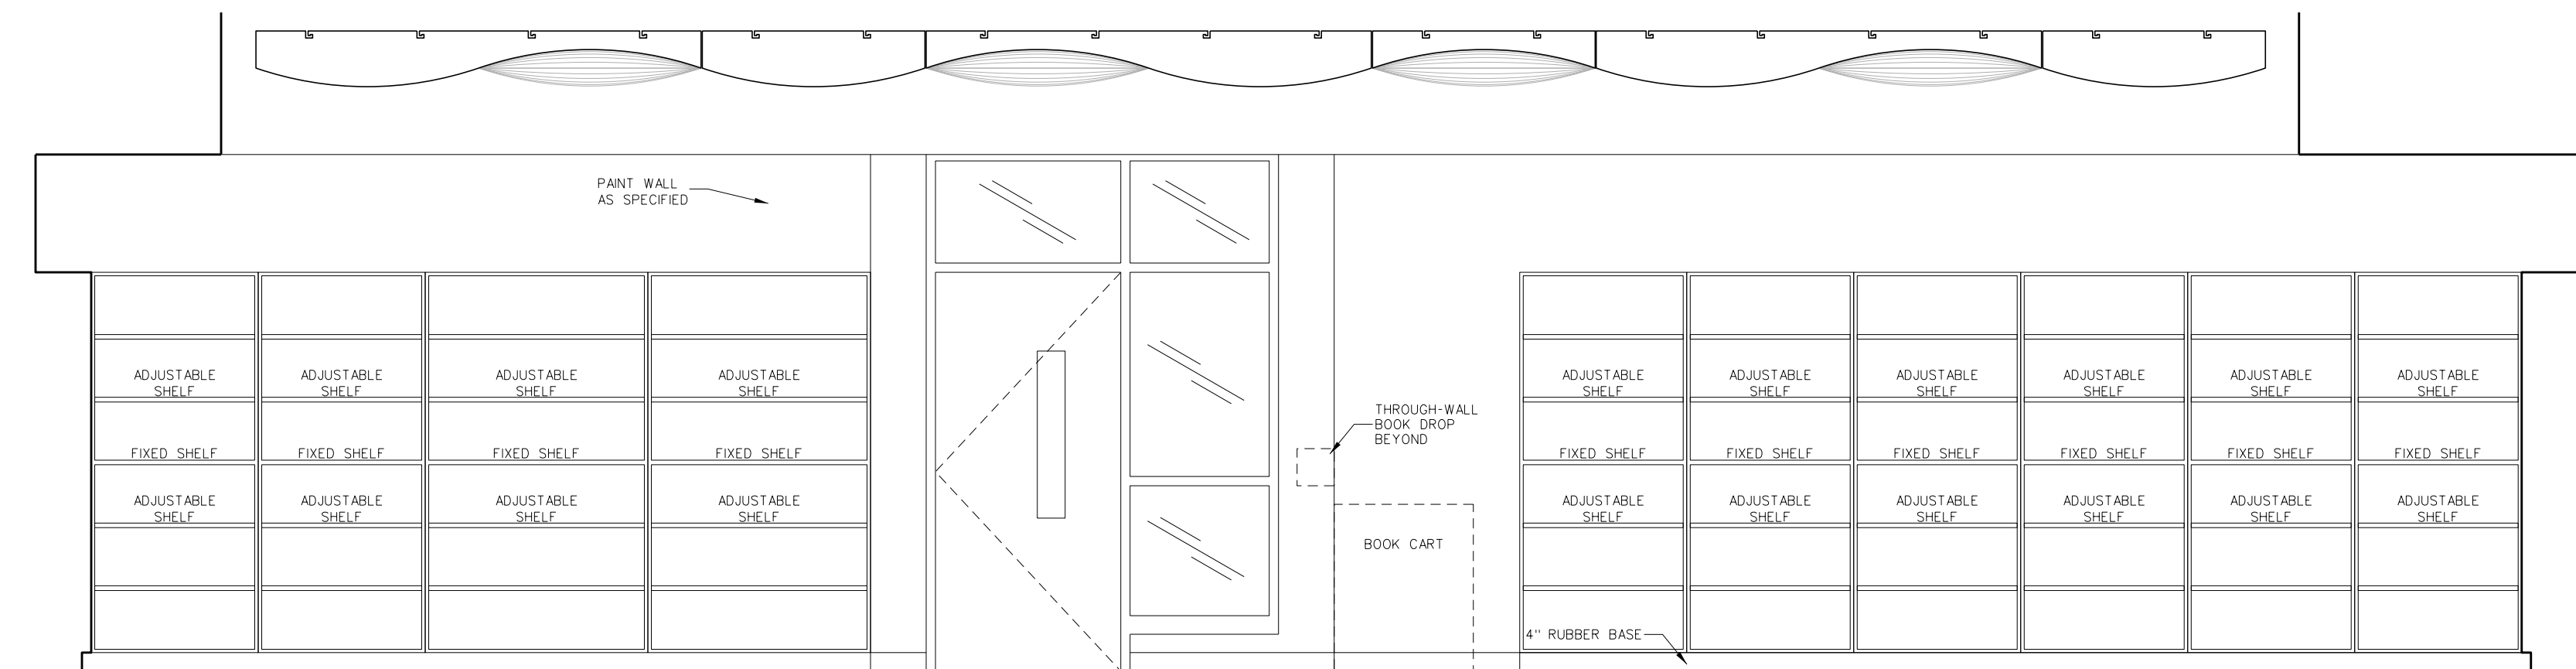 PAINT WALL
AS SPECIFIED
ADJUSTABLE
SHELF
ADJUSTABLE
SHELF
ADJUSTABLE
SHELF
ADJUSTABLE
SHELF
THROUGH-WALL
BOOK DROP
BEYOND
ADJUSTABLE
SHELF
ADJUSTABLE
SHELF
ADJUSTABLE
SHELF
ADJUSTABLE
SHELF
ADJUSTABLE
SHELF
ADJUSTABLE
SHELF
FIXED SHELF
FIXED SHELF
FIXED SHELF
FIXED SHELF
FIXED SHELF
FIXED SHELF
FIXED SHELF
FIXED SHELF
FIXED SHELF
FIXED SHELF
ADJUSTABLE
SHELF
ADJUSTABLE
SHELF
ADJUSTABLE
SHELF
ADJUSTABLE
SHELF
BOOK CART
ADJUSTABLE
SHELF
ADJUSTABLE
SHELF
ADJUSTABLE
SHELF
ADJUSTABLE
SHELF
ADJUSTABLE
SHELF
ADJUSTABLE
SHELF
4" RUBBER BASE